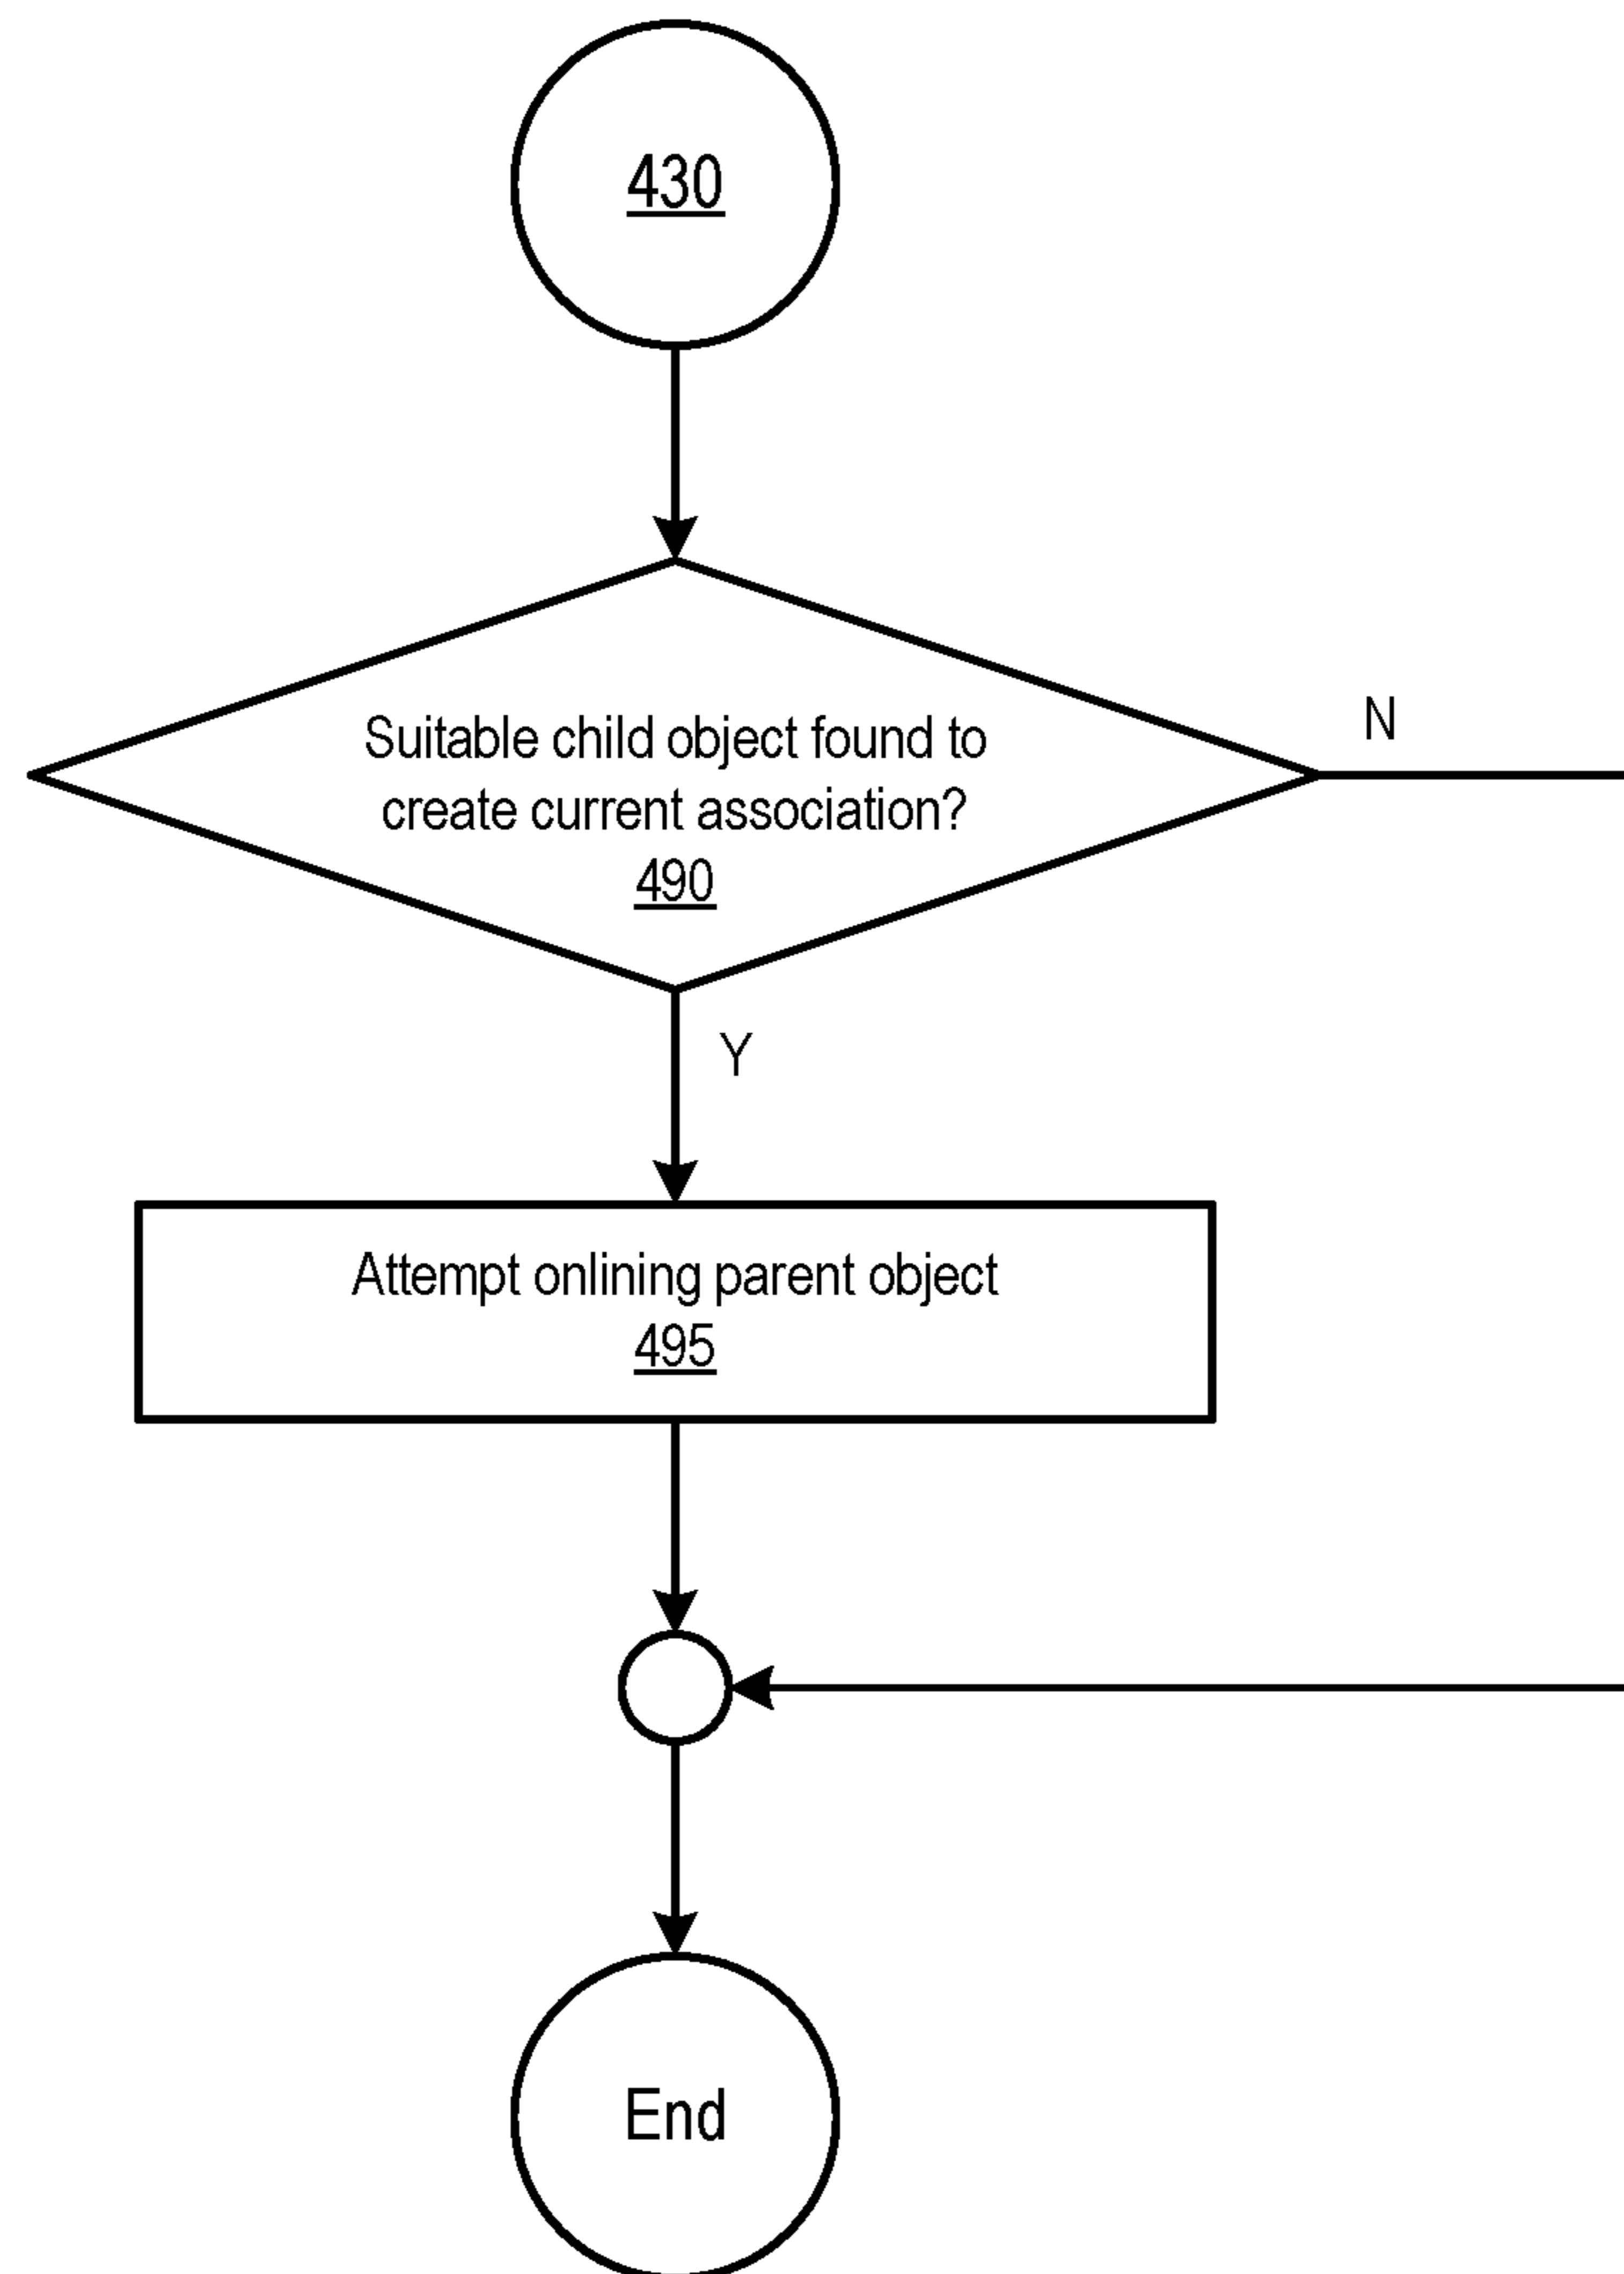 430
Suitable child object found to
create current association?
490
N
Y
Attempt onlining parent object
495
End